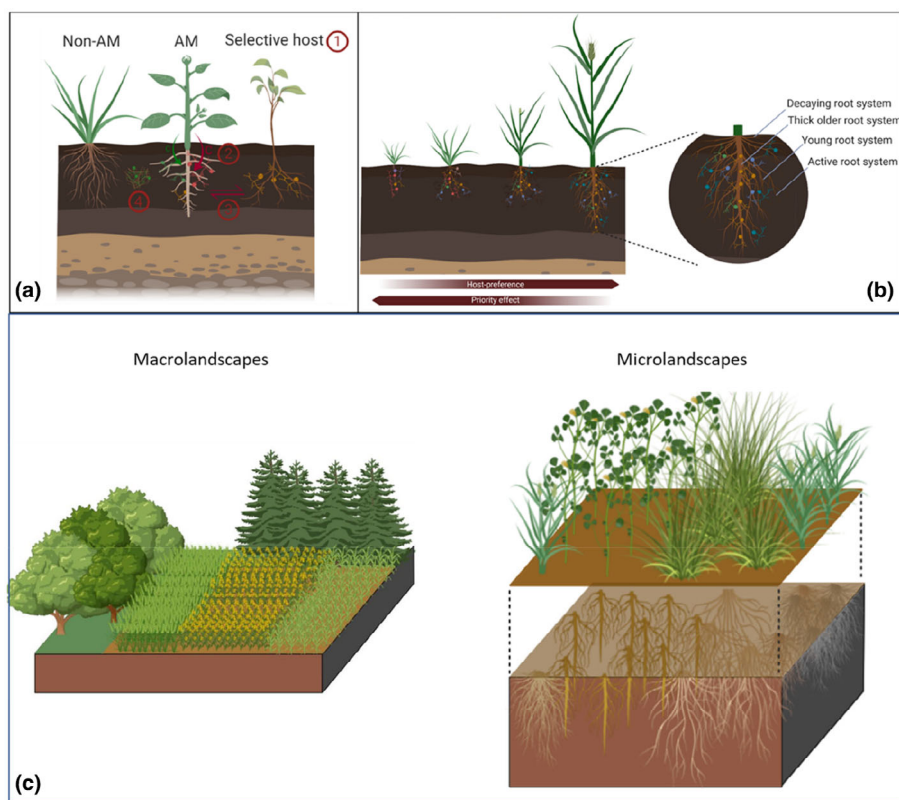 Non-AM
AM
Selective host 1
2
3
4
(a)
Decaying root system
Thick older root system
Young root system
Active root system
Host-preference
Priority effect
(b)
Macrolandscapes
Microlandscapes
(c)